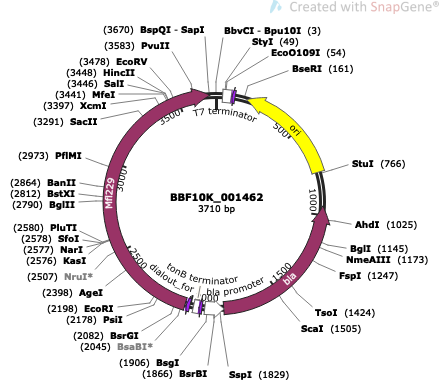 Created with SnapGene®
(3670) BspQI - SapI
(3583) PvuII
(3478) EcoRV
(3448) HincII
(3446) SalI
(3441) MfeI
(3397) XcmI
(3291) SacII
(2973) PflMI
(2864) BanII
(2812) BstXI
(2790) BglII
(2580) PluTI
(2578) SfoI
(2577) NarI
(2576) KasI
(2507) NruI*
(2398) AgeI
(2198) EcoRI
(2178) PsiI
(2082) BsrGI
(2045) BsaBI*
(1906) BsgI
(1866) BsrBI
BbvCI - Bpu10I (3)
StyI (49)
EcoO109I (54)
BseRI (161)
StuI (766)
AhdI (1025)
BglI (1145)
NmeAIII (1173)
FspI (1247)
TsoI (1424)
ScaI (1505)
SspI (1829)
T7 terminator
ori
500
1000
1500
2500
3000
3500
Mfl229
BBF10K_001462
3710 bp
tonB terminator
bla promoter
dialout_for
bla